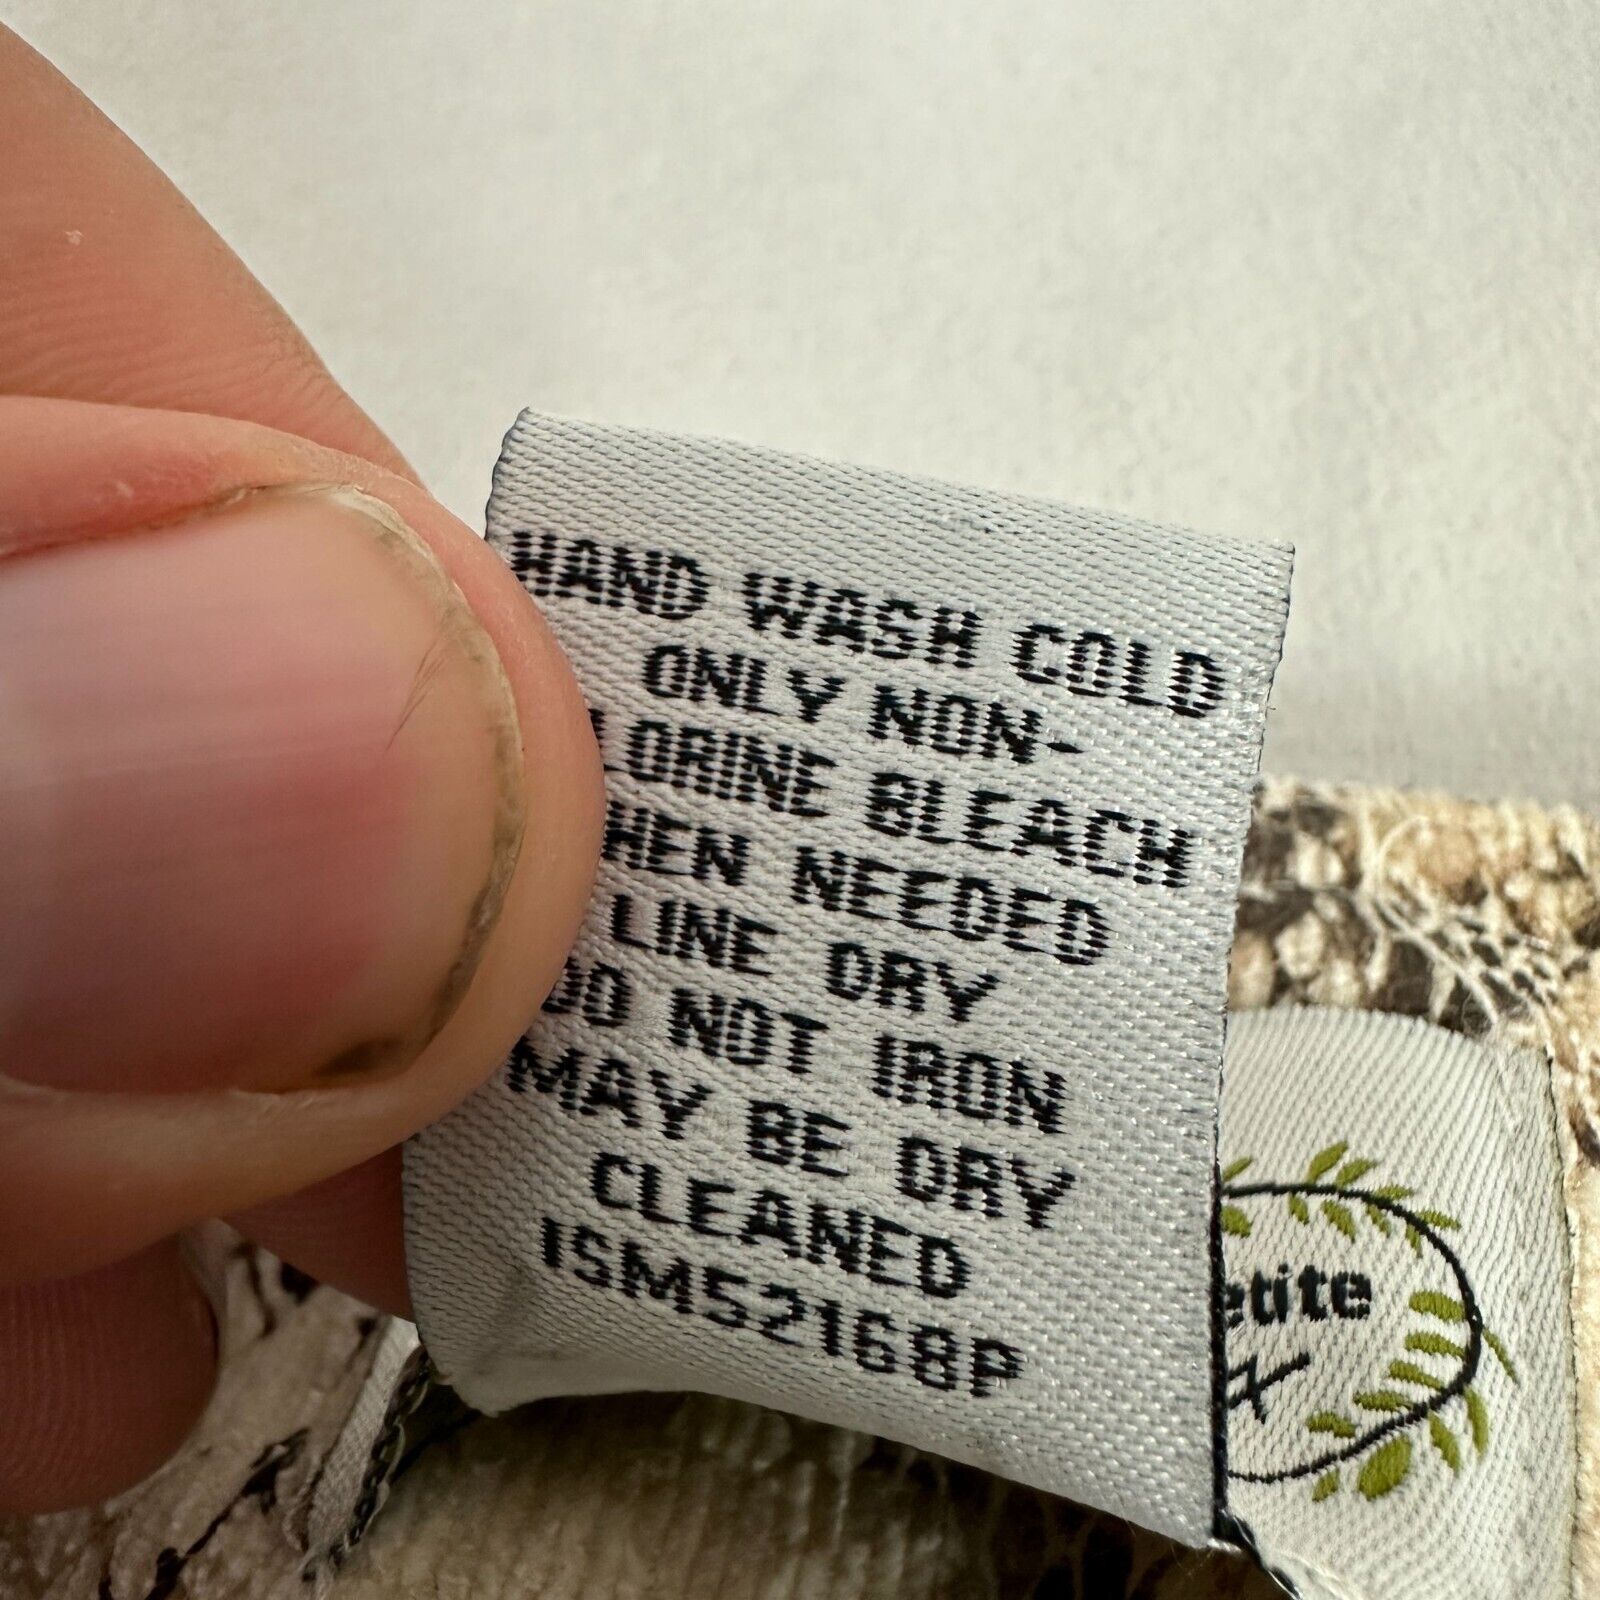 HAND WASH COLD
ONLY NON-
LORINE BLEACH
HEN NEEDED
LINE DRY
DO NOT IRON
MAY BE DRY
CLEANED
ISM52168P
etite